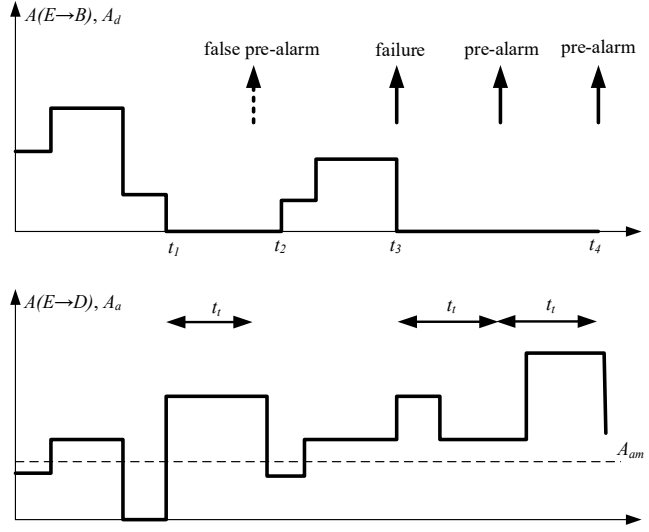 A(E→B), A_d
false pre-alarm
failure
pre-alarm
pre-alarm
t_1
t_2
t_3
t_4
A(E→D), A_a
t_t
t_t
t_t
A_am